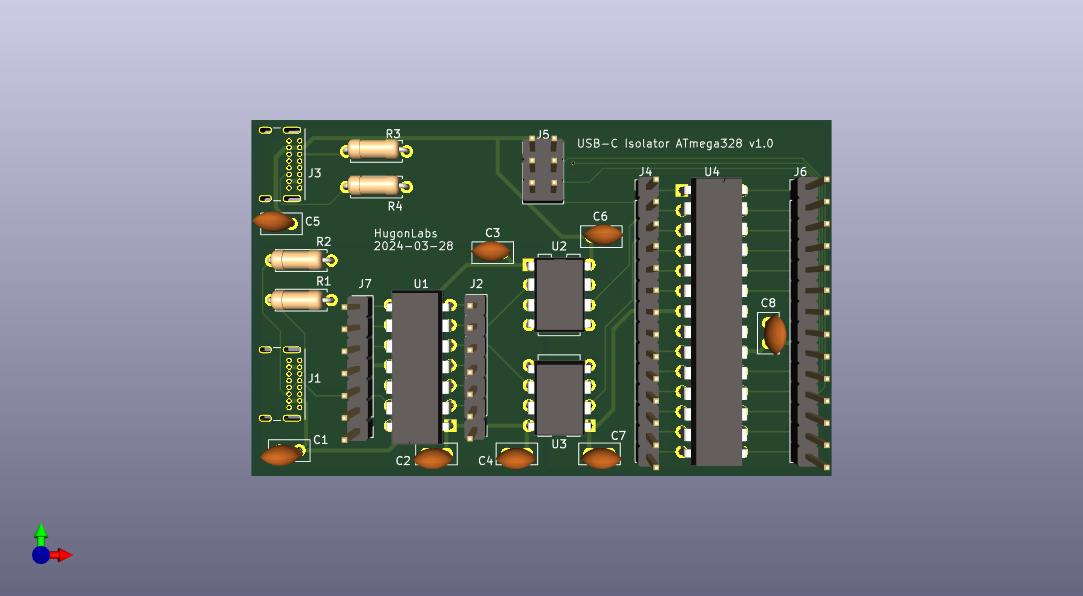 R3
J5
USB-C Isolator ATmega328 v1.0
J3
J4
U4
J6
R4
C5
C6
HugonLabs
2024-03-28
C3
R2
U2
R1
J7
U1
J2
C8
J1
C1
C2
C4
U3
C7